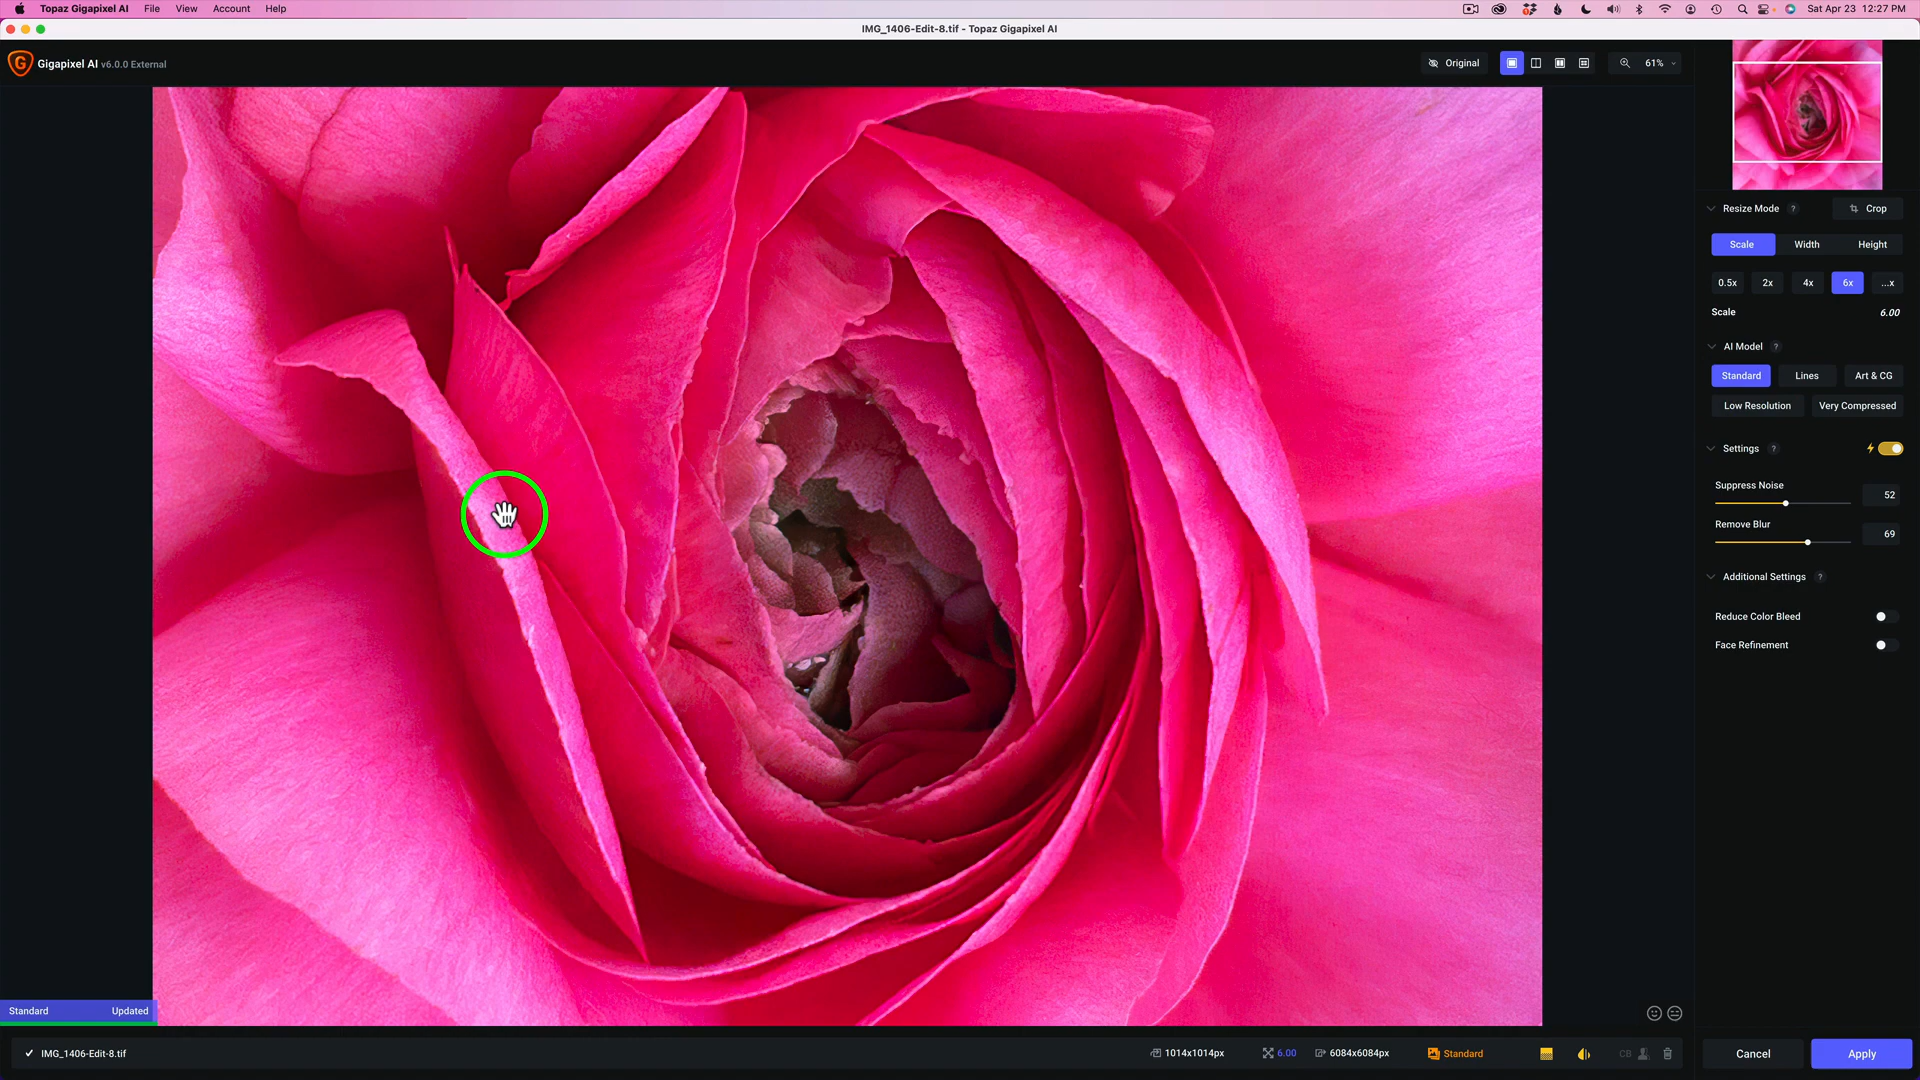 Topaz Gigapixel AI File View Account Help Sat Apr 23 12:27 PM
IMG_1406-Edit-8.tif - Topaz Gigapixel AI
G Gigapixel AI v6.0.0 External
Original
61%
Resize Mode ? Crop
Scale Width Height
0.5x 2x 4x 6x ...x
Scale 6.00
AI Model ?
Standard Lines Art & CG
Low Resolution Very Compressed
Settings ?
Suppress Noise 52
Remove Blur 69
Additional Settings ?
Reduce Color Bleed
Face Refinement
Standard Updated
IMG_1406-Edit-8.tif 1014x1014px 6.00 6084x6084px Standard CB
Cancel Apply